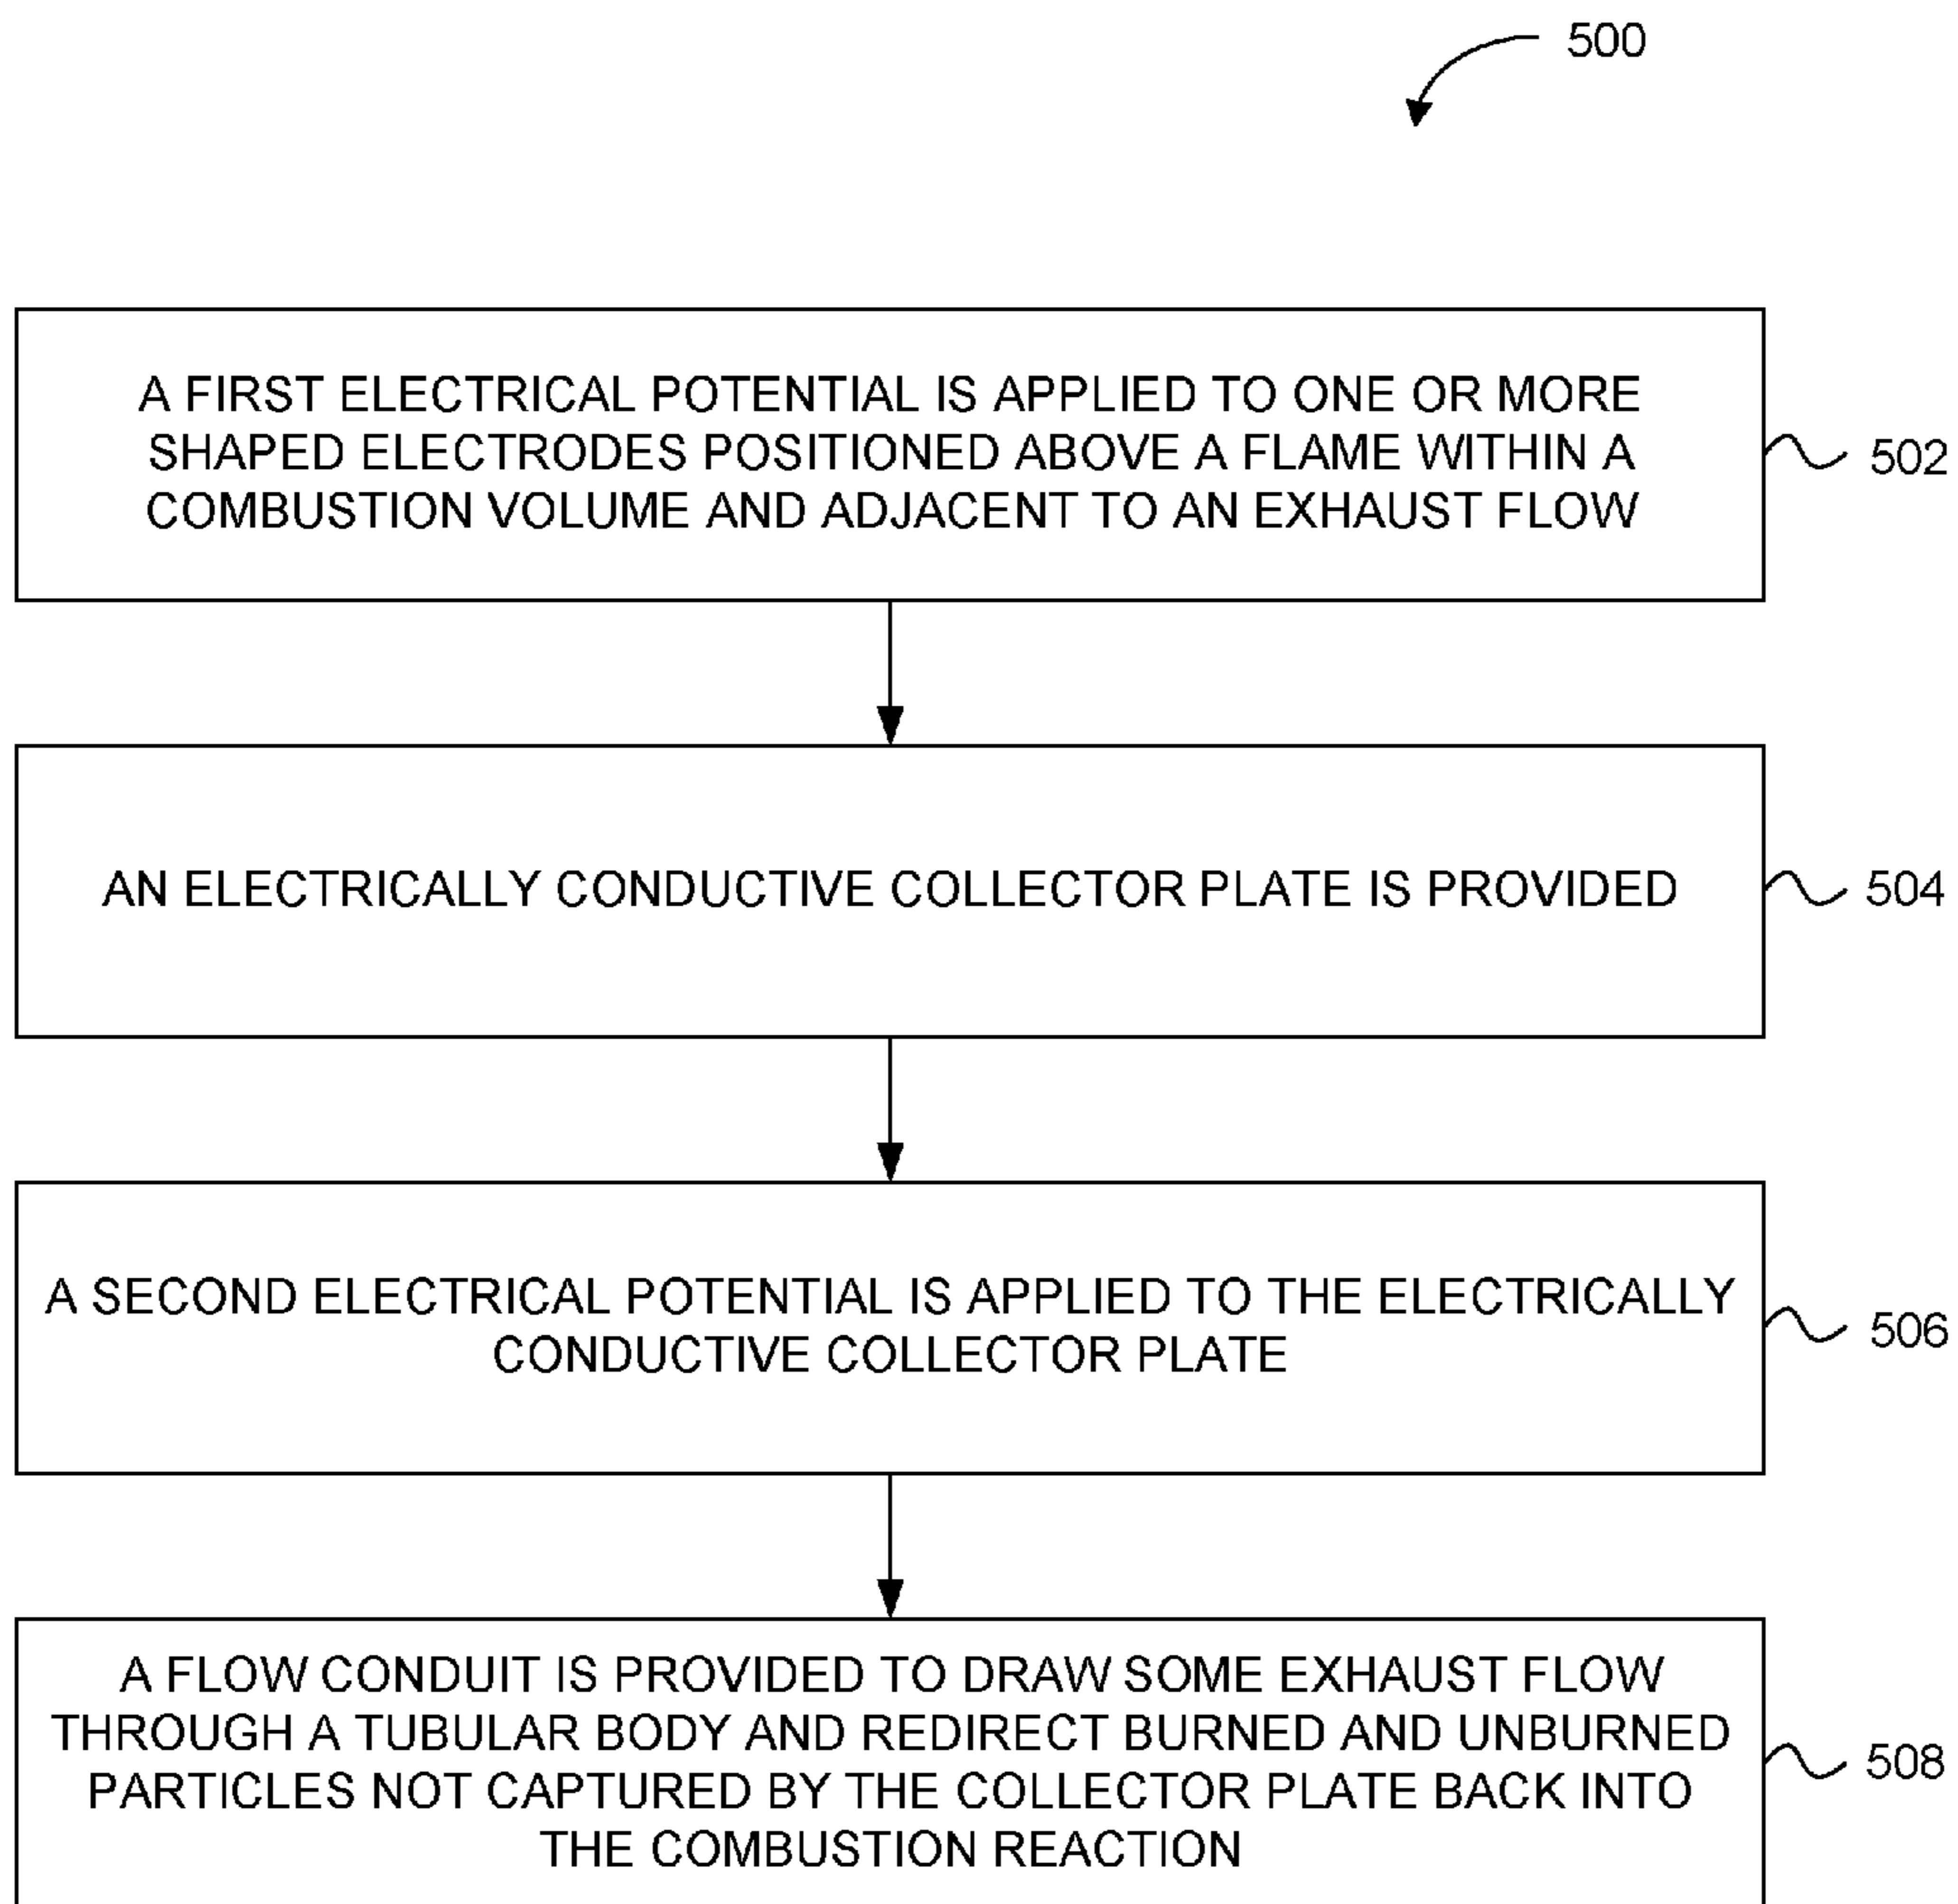 500
A FIRST ELECTRICAL POTENTIAL IS APPLIED TO ONE OR MORE
SHAPED ELECTRODES POSITIONED ABOVE A FLAME WITHIN A
COMBUSTION VOLUME AND ADJACENT TO AN EXHAUST FLOW
502
AN ELECTRICALLY CONDUCTIVE COLLECTOR PLATE IS PROVIDED
504
A SECOND ELECTRICAL POTENTIAL IS APPLIED TO THE ELECTRICALLY
CONDUCTIVE COLLECTOR PLATE
506
A FLOW CONDUIT IS PROVIDED TO DRAW SOME EXHAUST FLOW
THROUGH A TUBULAR BODY AND REDIRECT BURNED AND UNBURNED
PARTICLES NOT CAPTURED BY THE COLLECTOR PLATE BACK INTO
THE COMBUSTION REACTION
508